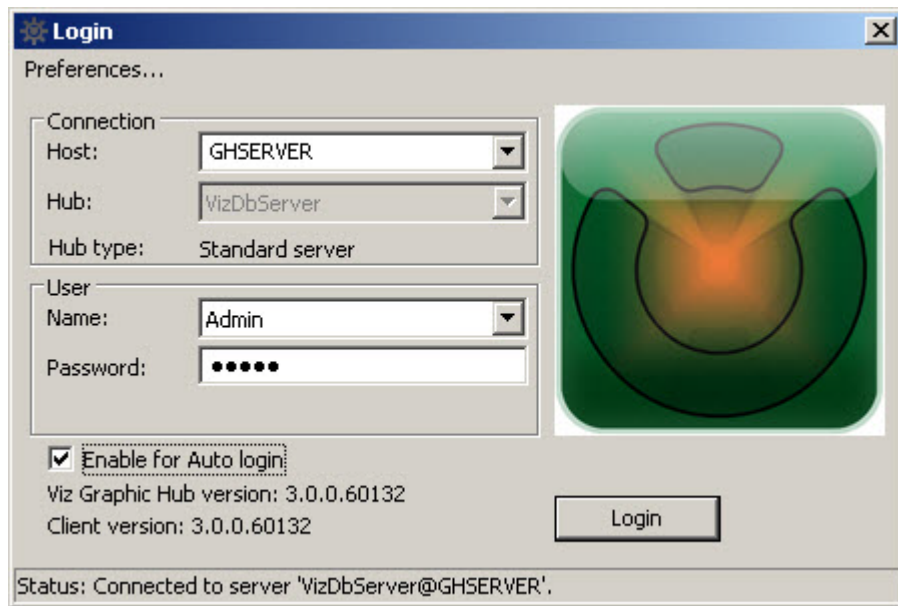 Login
Preferences...
Connection
Host: GHSERVER
Hub: VizDbServer
Hub type: Standard server
User
Name: Admin
Password: •••••
Enable for Auto login
Viz Graphic Hub version: 3.0.0.60132
Client version: 3.0.0.60132
Login
Status: Connected to server 'VizDbServer@GHSERVER'.